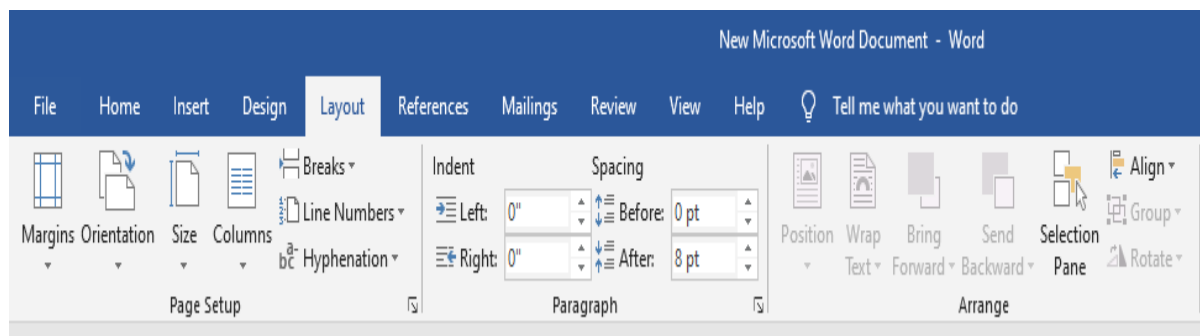 New Microsoft Word Document - Word
File Home Insert Design Layout References Mailings Review View Help Tell me what you want to do
Margins
Orientation
Size
Columns
Breaks
Line Numbers
Hyphenation
Page Setup
Indent
Left: 0"
Right: 0"
Spacing
Before: 0 pt
After: 8 pt
Paragraph
Position
Wrap
Text
Bring
Forward
Send
Backward
Selection
Pane
Align
Group
Rotate
Arrange